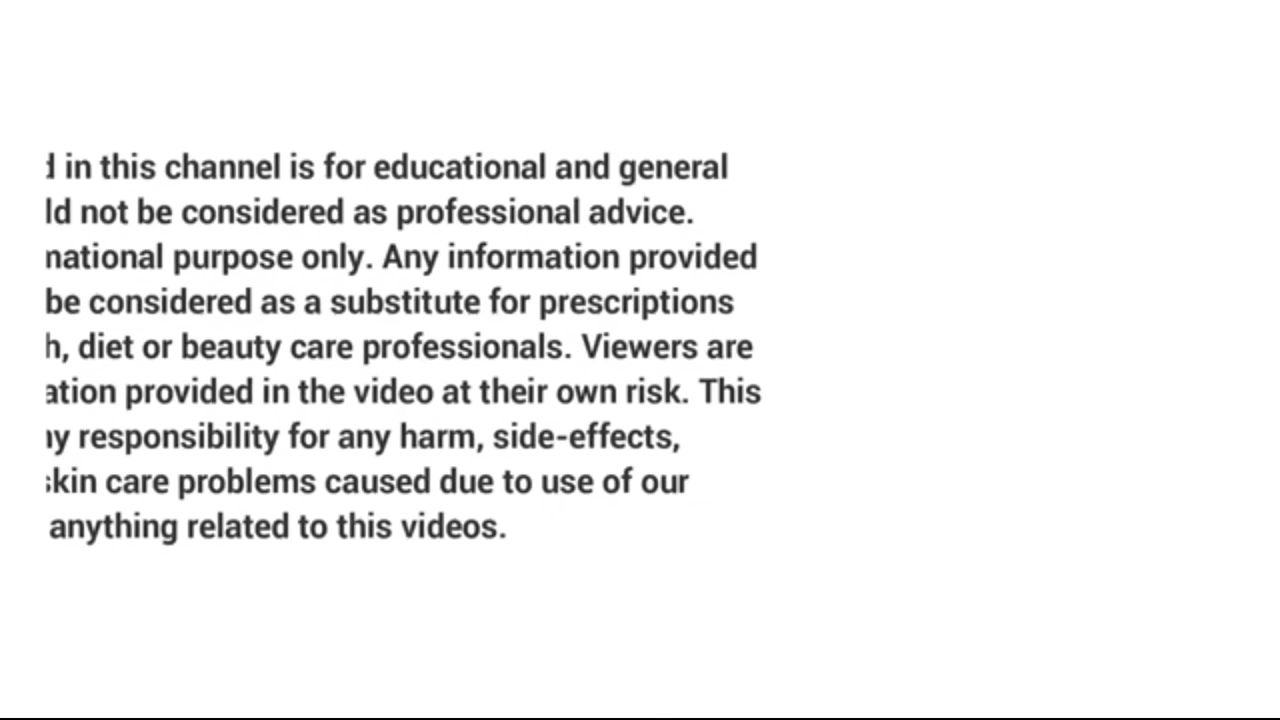 in this channel is for educational and general
not be considered as professional advice.
purpose only. Any information provided
be considered as a substitute for prescriptions
h, diet or beauty care professionals. Viewers are
ation provided in the video at their own risk. This
responsibility for any harm, side-effects,
kin care problems caused due to use of our
anything related to this videos.